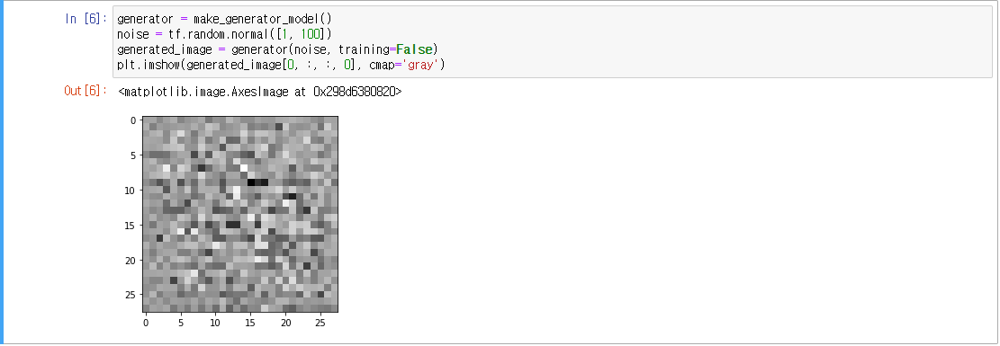 In [6]:
generator = make_generator_model()
noise = tf.random.normal([1, 100])
generated_image = generator(noise, training=False)
plt.imshow(generated_image[0, :, :, 0], cmap='gray')
Out[6]:
<matplotlib.image.AxesImage at 0x298d6380820>
0
5
10
15
20
25
0 5 10 15 20 25